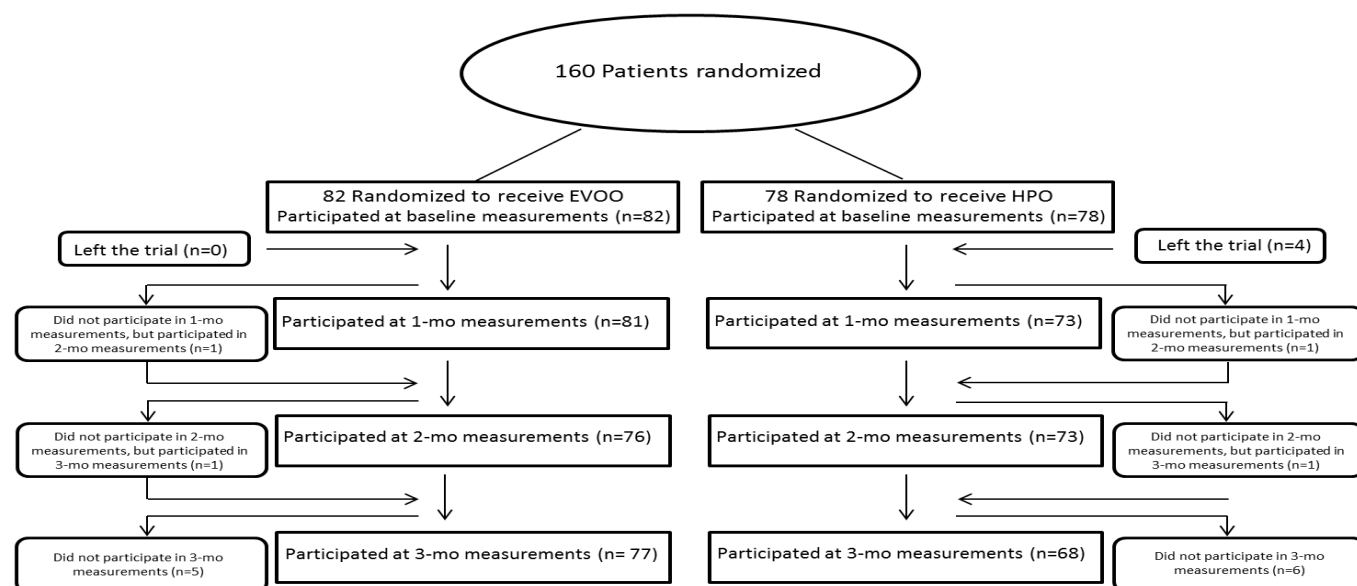 160 Patients randomized
82 Randomized to receive EVOO
Participated at baseline measurements (n=82)
78 Randomized to receive HPO
Participated at baseline measurements (n=78)
Left the trial (n=0)
Left the trial (n=4)
Did not participate in 1-mo
measurements, but participated in
2-mo measurements (n=1)
Participated at 1-mo measurements (n=81)
Participated at 1-mo measurements (n=73)
Did not participate in 1-mo
measurements, but participated in
2-mo measurements (n=1)
Did not participate in 2-mo
measurements, but participated in
3-mo measurements (n=1)
Participated at 2-mo measurements (n=76)
Participated at 2-mo measurements (n=73)
Did not participate in 2-mo
measurements, but participated in
3-mo measurements (n=1)
Did not participate in 3-mo
measurements (n=5)
Participated at 3-mo measurements (n= 77)
Participated at 3-mo measurements (n=68)
Did not participate in 3-mo
measurements (n=6)